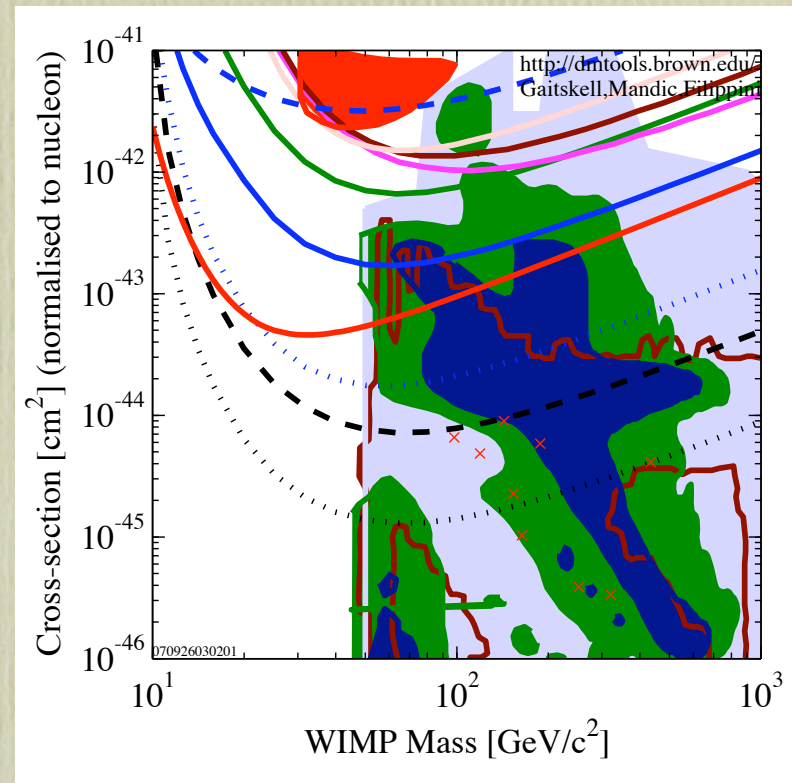 http://dmtools.brown.edu/
Gaitskell,Mandic,Filippini
10^-41
10^-42
10^-43
10^-44
10^-45
10^-46
Cross-section [cm^2] (normalised to nucleon)
070926030201
10^1
10^2
10^3
WIMP Mass [GeV/c^2]